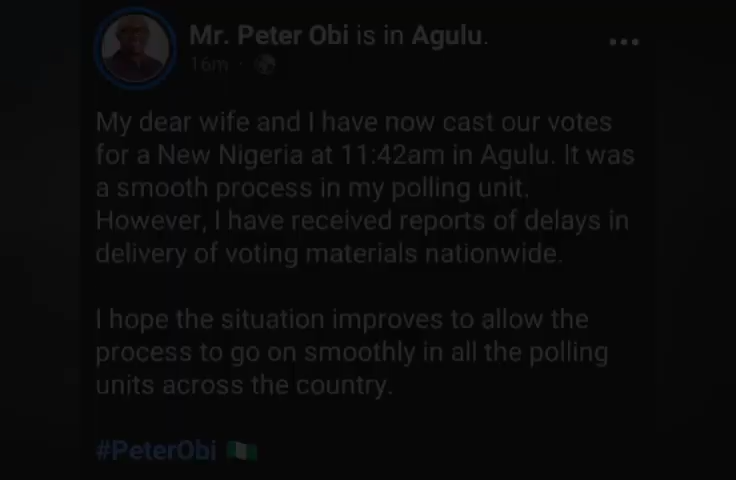 Mr. Peter Obi is in Agulu.
16m ·
My dear wife and I have now cast our votes
for a New Nigeria at 11:42am in Agulu. It was
a smooth process in my polling unit.
However, I have received reports of delays in
delivery of voting materials nationwide.
I hope the situation improves to allow the
process to go on smoothly in all the polling
units across the country.
#PeterObi 🇳🇬